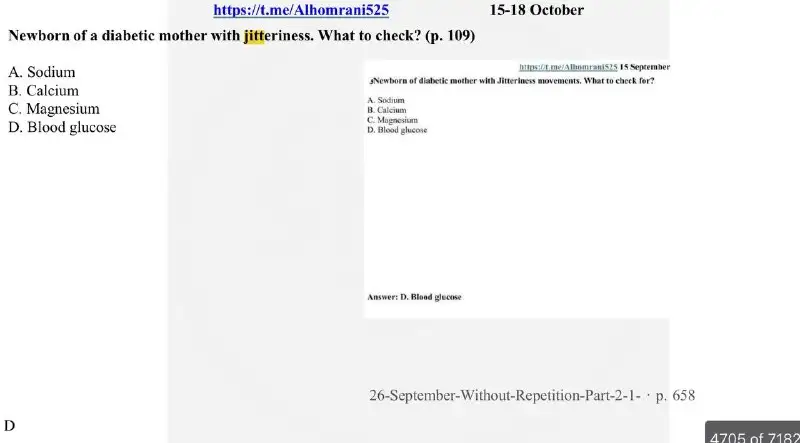 https://t.me/Alhomrani525 15-18 October
Newborn of a diabetic mother with jitteriness. What to check? (p. 109)
A. Sodium
B. Calcium
C. Magnesium
D. Blood glucose
https://t.me/Alhomrani525 15 September
Newborn of diabetic mother with Jitteriness movements. What to check for?
A. Sodium
B. Calcium
C. Magnesium
D. Blood glucose
Answer: D. Blood glucose
26-September-Without-Repetition-Part-2-1- · p. 658
D
4705 of 7182